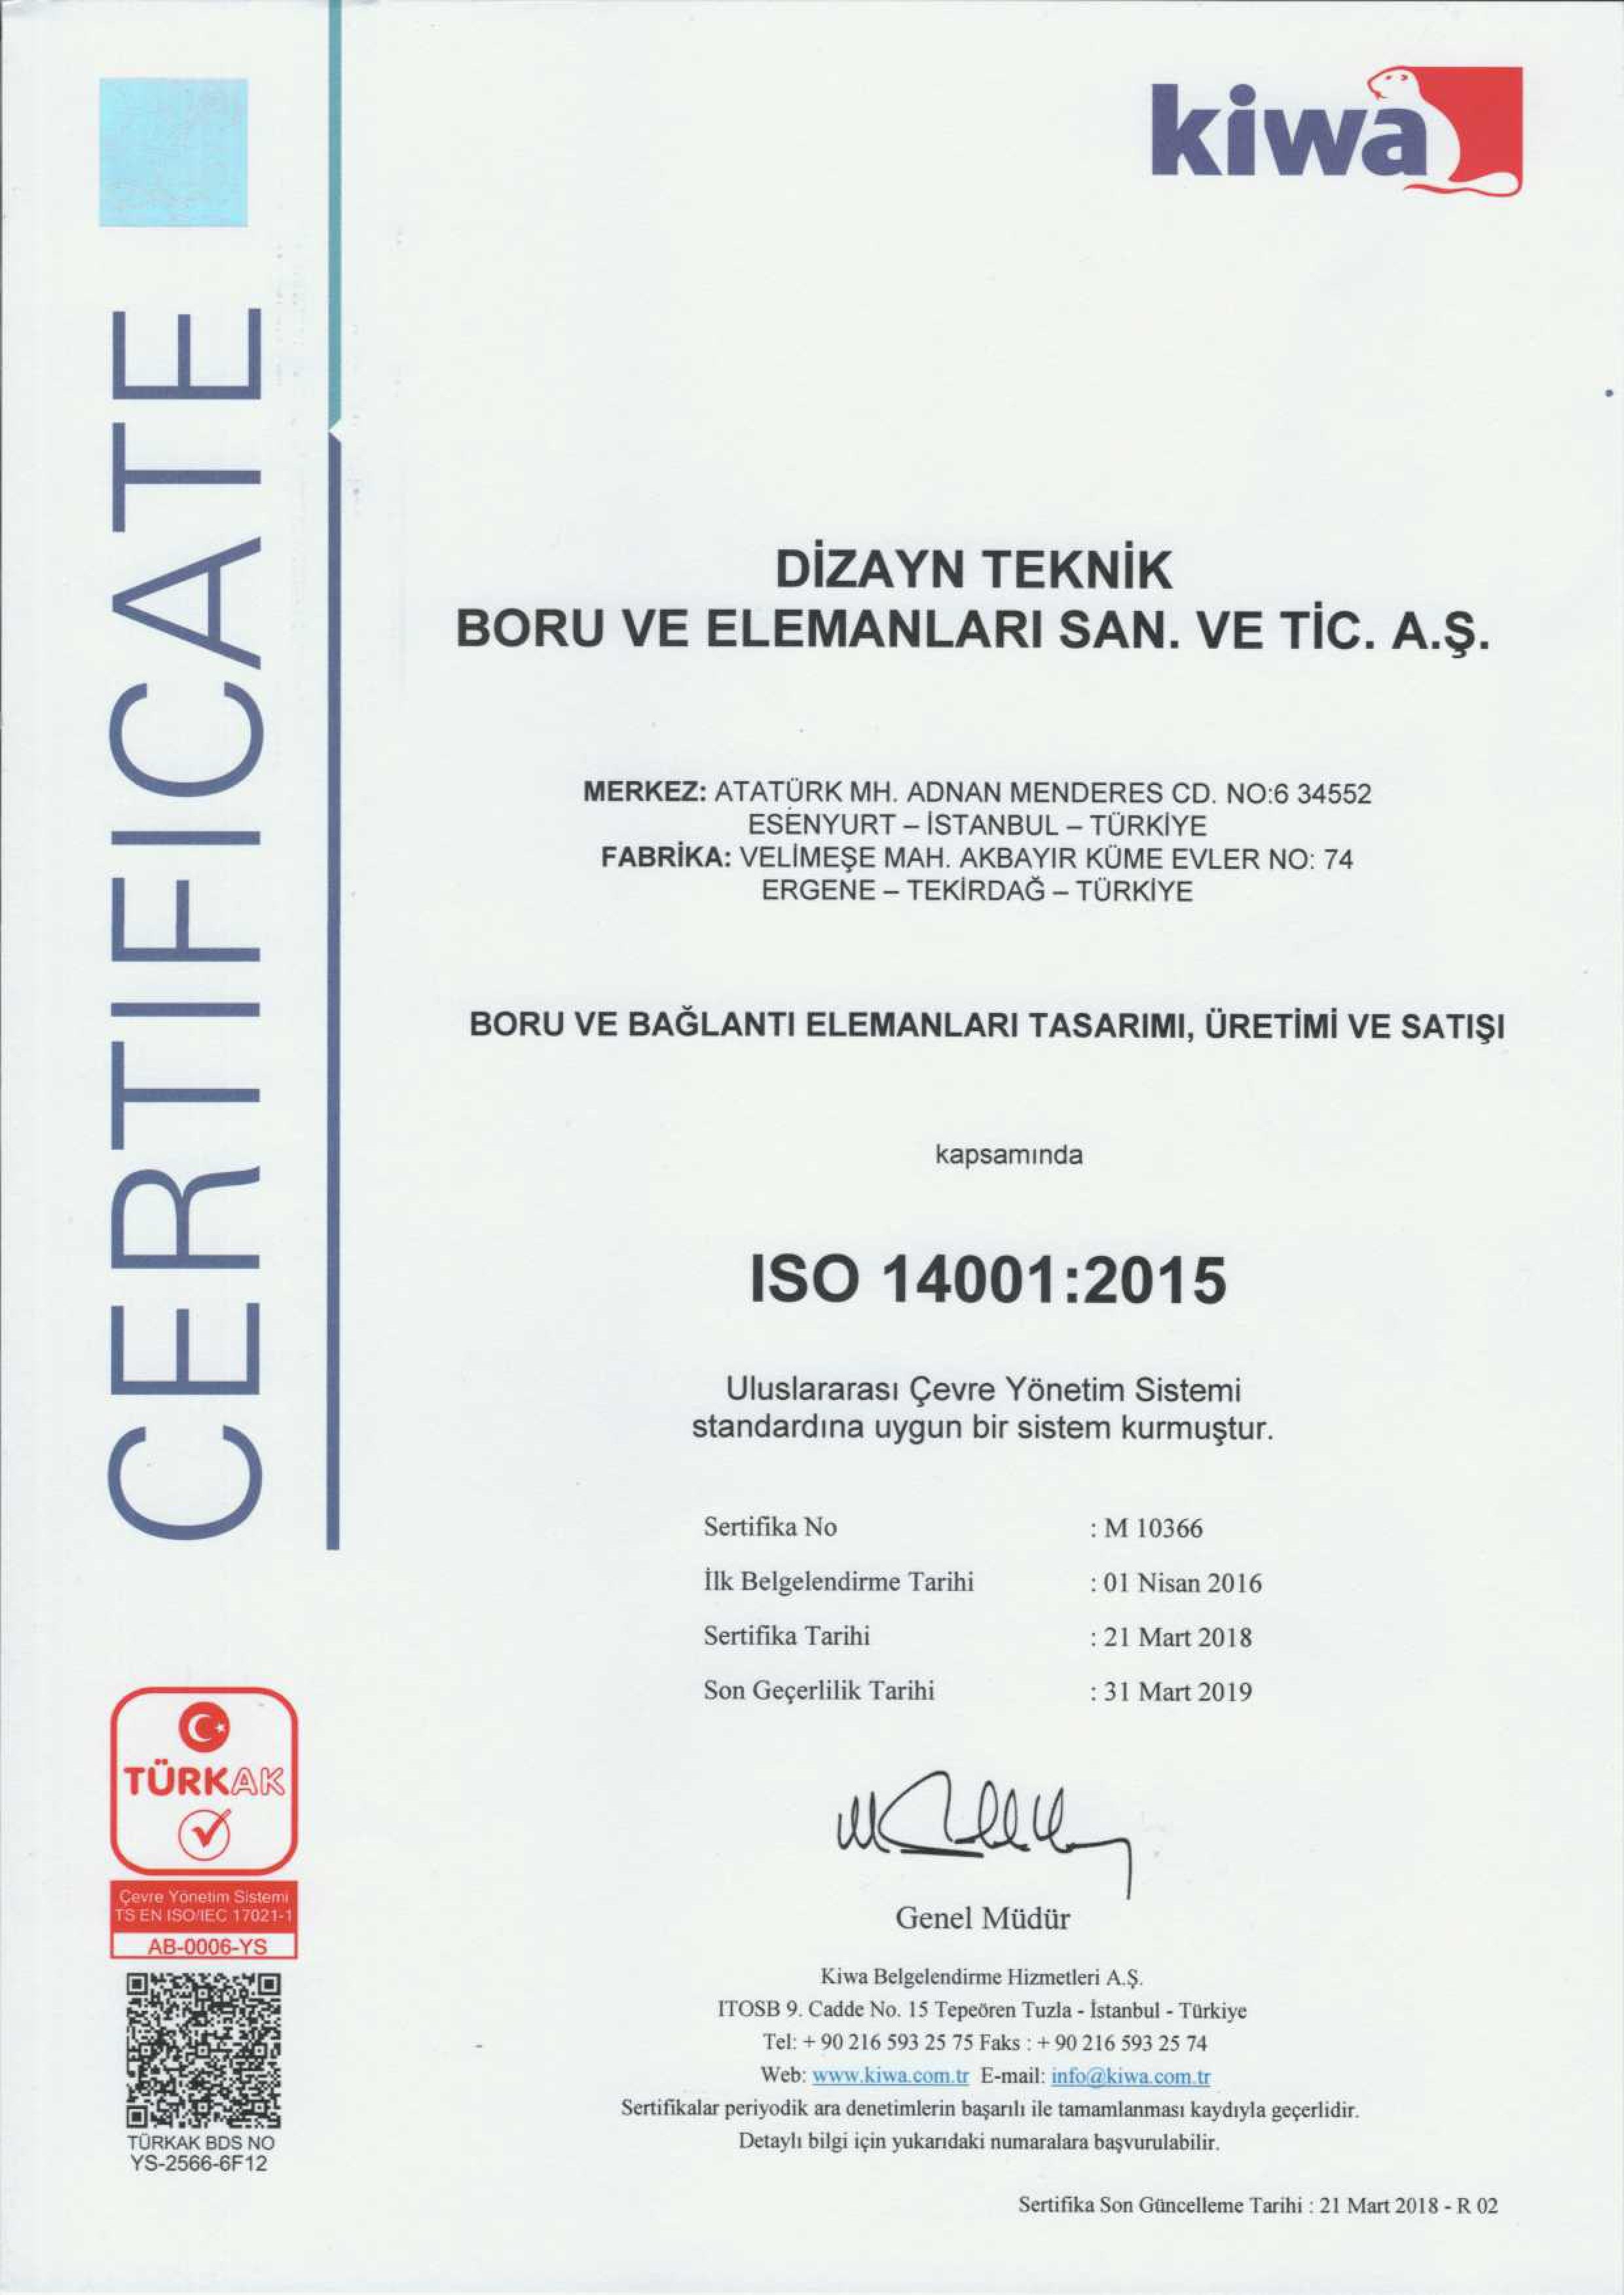 kiwa
CERTIFICATE
DİZAYN TEKNİK
BORU VE ELEMANLARI SAN. VE TİC. A.Ş.
MERKEZ: ATATÜRK MH. ADNAN MENDERES CD. NO:6 34552
ESENYURT – İSTANBUL – TÜRKİYE
FABRİKA: VELİMEŞE MAH. AKBAYIR KÜME EVLER NO: 74
ERGENE – TEKİRDAĞ – TÜRKİYE
BORU VE BAĞLANTI ELEMANLARI TASARIMI, ÜRETİMİ VE SATIŞI
kapsamında
ISO 14001:2015
Uluslararası Çevre Yönetim Sistemi
standardına uygun bir sistem kurmuştur.
Sertifika No : M 10366
İlk Belgelendirme Tarihi : 01 Nisan 2016
Sertifika Tarihi : 21 Mart 2018
Son Geçerlilik Tarihi : 31 Mart 2019
TÜRKAK
Çevre Yönetim Sistemi
TS EN ISO/IEC 17021-1
AB-0006-YS
TÜRKAK BDS NO
YS-2566-6F12
Genel Müdür
Kiwa Belgelendirme Hizmetleri A.Ş.
ITOSB 9. Cadde No. 15 Tepeören Tuzla - İstanbul - Türkiye
Tel: + 90 216 593 25 75 Faks : + 90 216 593 25 74
Web: www.kiwa.com.tr E-mail: info@kiwa.com.tr
Sertifikalar periyodik ara denetimlerin başarılı ile tamamlanması kaydıyla geçerlidir.
Detaylı bilgi için yukarıdaki numaralara başvurulabilir.
Sertifika Son Güncelleme Tarihi : 21 Mart 2018 - R 02